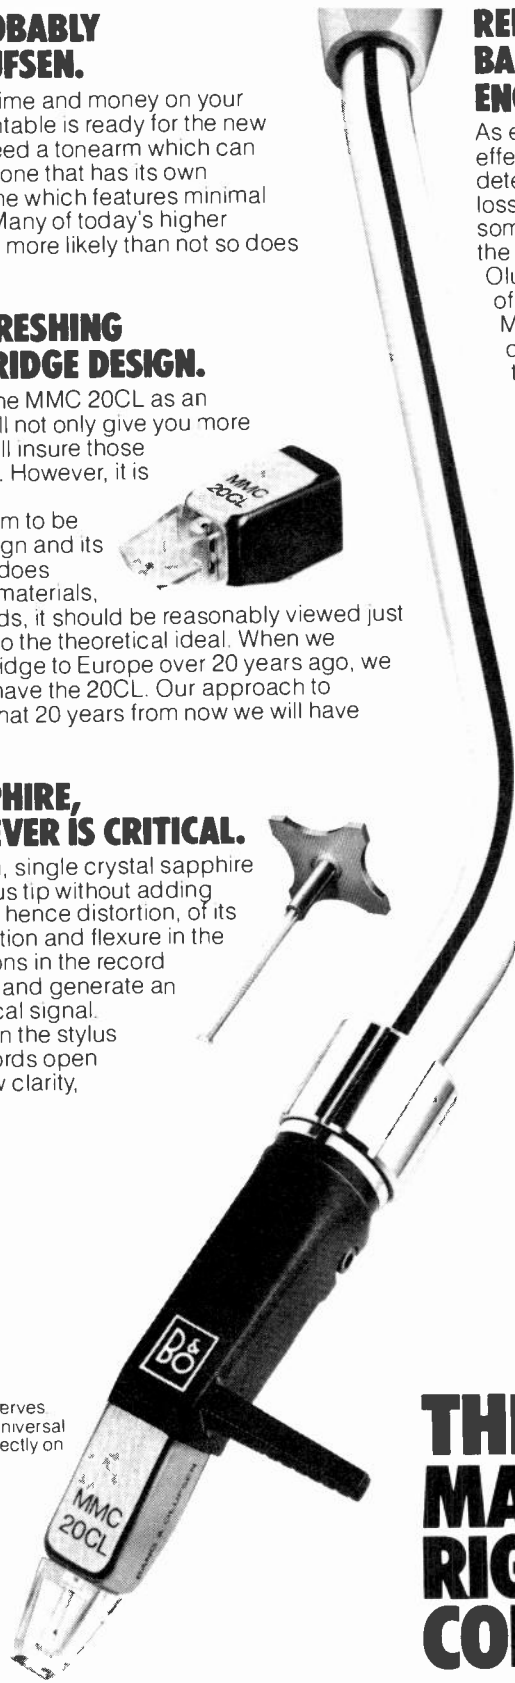 OBABLY
UFSEN.
ime and money on your
ntable is ready for the new
eed a tonearm which can
one that has its own
ne which features minimal
Many of today's higher
more likely than not so does
RESHING
RIDGE DESIGN.
he MMC 20CL as an
ll not only give you more
ll insure those
. However, it is
m to be
ign and its
does
materials,
ds, it should be reasonably viewed just
o the theoretical ideal. When we
idge to Europe over 20 years ago, we
have the 20CL. Our approach to
hat 20 years from now we will have
MMC
20CL
PHIRE,
EVER IS CRITICAL.
, single crystal sapphire
us tip without adding
hence distortion, of its
tion and flexure in the
ons in the record
and generate an
cal signal.
n the stylus
ords open
w clarity,
erves
niversal
ectly on
B&O
MMC
20CL
BANG & OLUFSEN
REI
BA
ENG
As e
effe
dete
loss
som
the
Olu
of
M
c
t
THE
MA
RIG
CO